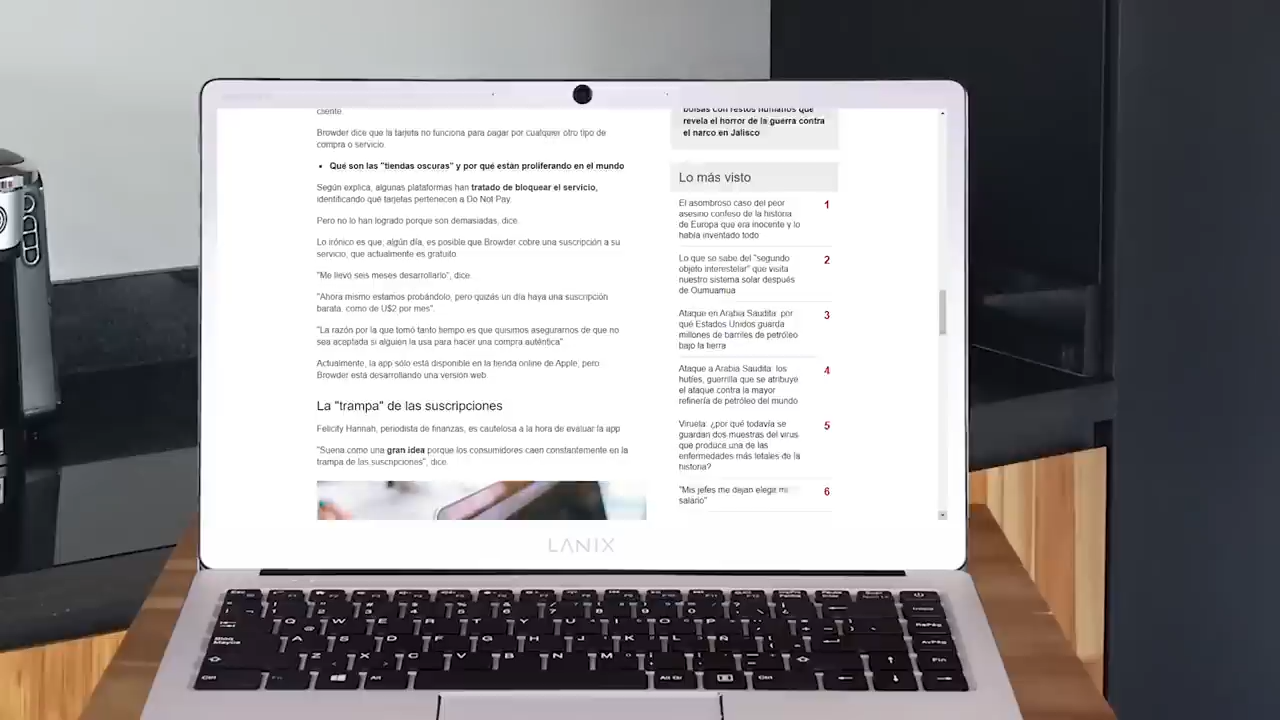 cliente.
Browder dice que la tarjeta no funciona para pagar por cualquier otro tipo de
compra o servicio.
Qué son las "tiendas oscuras" y por qué están proliferando en el mundo
Según explica, algunas plataformas han tratado de bloquear el servicio,
identificando qué tarjetas pertenecen a Do Not Pay.
Pero no lo han logrado porque son demasiadas, dice.
Lo irónico es que, algún día, es posible que Browder cobre una suscripción a su
servicio, que actualmente es gratuito.
"Me llevó seis meses desarrollarlo", dice.
"Ahora mismo estamos probándolo, pero quizás un día haya una suscripción
barata, como de U$2 por mes".
"La razón por la que tomó tanto tiempo es que quisimos asegurarnos de que no
sea aceptada si alguien la usa para hacer una compra auténtica"
Actualmente, la app sólo está disponible en la tienda online de Apple, pero
Browder está desarrollando una versión web.
La "trampa" de las suscripciones
Felicity Hannah, periodista de finanzas, es cautelosa a la hora de evaluar la app
"Suena como una gran idea porque los consumidores caen constantemente en la
trampa de las suscripciones", dice.
bolsas con restos humanos que
revela el horror de la guerra contra
el narco en Jalisco
Lo más visto
El asombroso caso del peor
asesino confeso de la historia
de Europa que era inocente y lo
había inventado todo
1
Lo que se sabe del "segundo
objeto interestelar" que visita
nuestro sistema solar después
de Oumuamua
2
Ataque en Arabia Saudita: por
qué Estados Unidos guarda
millones de barriles de petróleo
bajo la tierra
3
Ataque a Arabia Saudita: los
hutíes, guerrilla que se atribuye
el ataque contra la mayor
refinería de petróleo del mundo
4
Viruela: ¿por qué todavía se
guardan dos muestras del virus
que produce una de las
enfermedades más letales de la
historia?
5
"Mis jefes me dejan elegir mi
salario"
6
LANIX
Q W E R T Y U I O P
Bloq Mayús A S D F G H J K L Ñ
Z X C V B N M
Ctrl Fn Alt Alt Gr Ctrl
RePág
AvPág
Fin